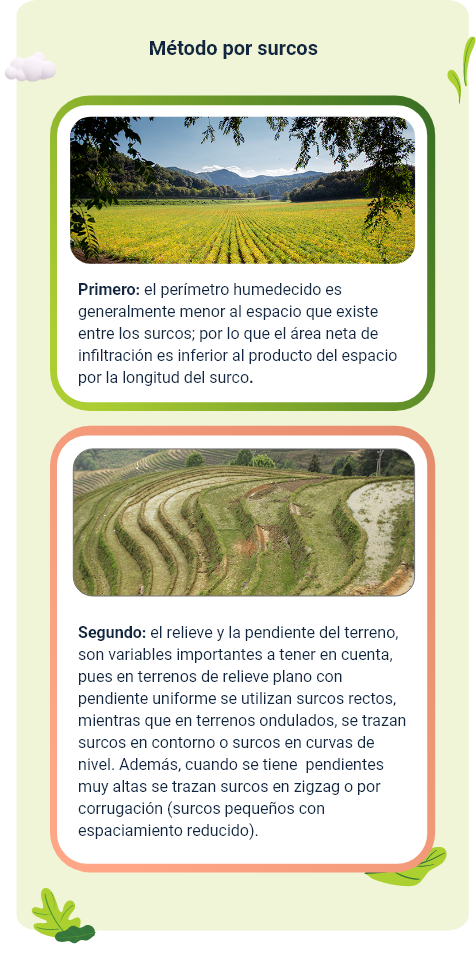 Método por surcos
Primero: el perímetro humedecido es
generalmente menor al espacio que existe
entre los surcos; por lo que el área neta de
infiltración es inferior al producto del espacio
por la longitud del surco.
Segundo: el relieve y la pendiente del terreno,
son variables importantes a tener en cuenta,
pues en terrenos de relieve plano con
pendiente uniforme se utilizan surcos rectos,
mientras que en terrenos ondulados, se trazan
surcos en contorno o surcos en curvas de
nivel. Además, cuando se tiene  pendientes
muy altas se trazan surcos en zigzag o por
corrugación (surcos pequeños con
espaciamiento reducido).